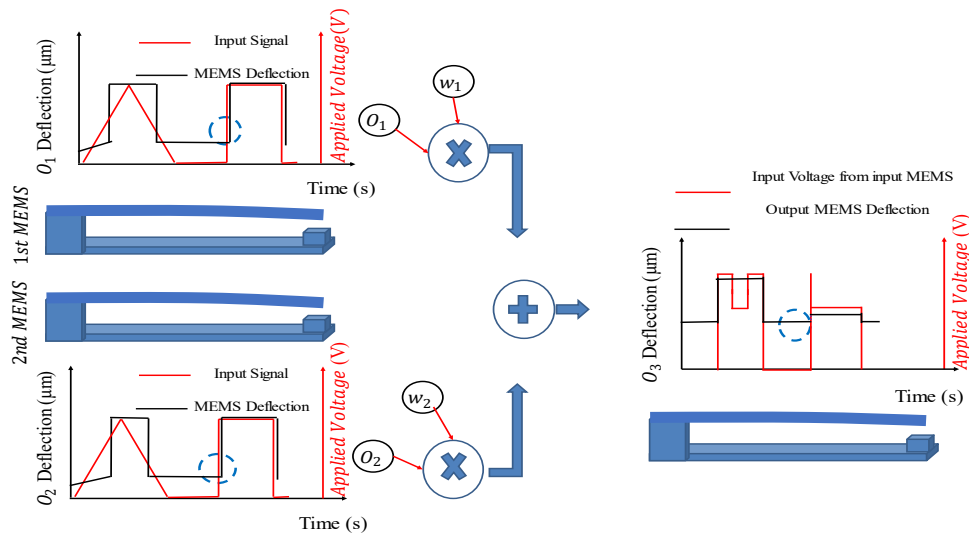 Input Signal
MEMS Deflection
O₁ Deflection (μm)
Applied Voltage(V)
Time (s)
w₁
O₁
1st MEMS
2nd MEMS
Input Signal
MEMS Deflection
O₂ Deflection (μm)
Applied Voltage (V)
Time (s)
w₂
O₂
Input Voltage from input MEMS
Output MEMS Deflection
O₃ Deflection (μm)
Applied Voltage (V)
Time (s)